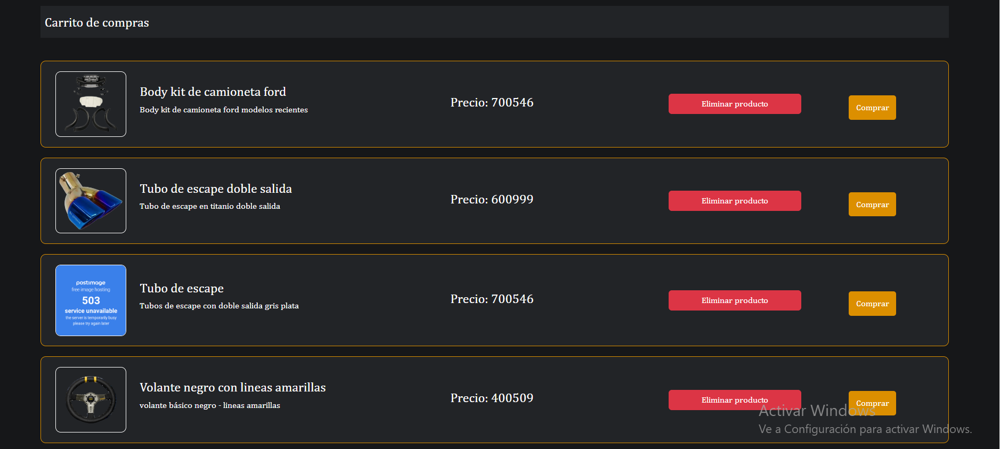 Carrito de compras
Body kit de camioneta ford
Body kit de camioneta ford modelos recientes
Precio: 700546
Eliminar producto
Comprar
Tubo de escape doble salida
Tubo de escape en titanio doble salida
Precio: 600999
Eliminar producto
Comprar
postimage
free image hosting
503
service unavailable
the server is temporarily busy
please try again later
Tubo de escape
Tubos de escape con doble salida gris plata
Precio: 700546
Eliminar producto
Comprar
Volante negro con lineas amarillas
volante básico negro - lineas amarillas
Precio: 400509
Eliminar producto
Comprar
Activar Windows
Ve a Configuración para activar Windows.